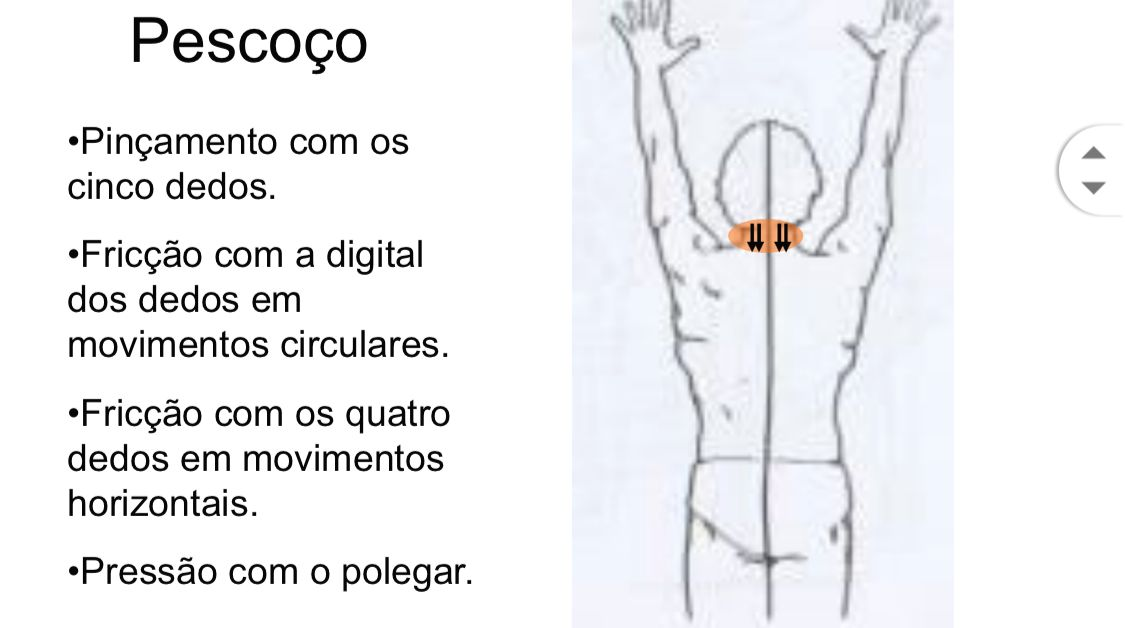 Pescoço
•Pinçamento com os
cinco dedos.
•Fricção com a digital
dos dedos em
movimentos circulares.
•Fricção com os quatro
dedos em movimentos
horizontais.
•Pressão com o polegar.